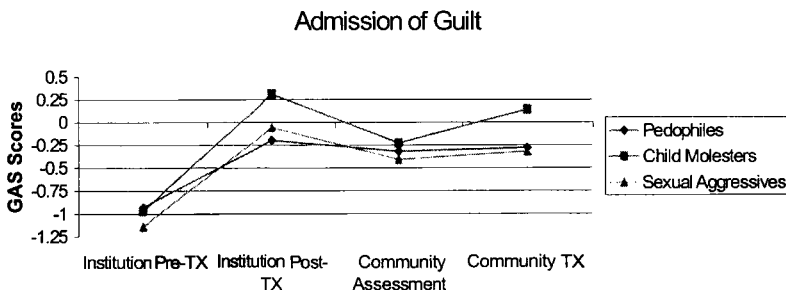 Admission of Guilt
GAS Scores
0.5
0.25
0
-0.25
-0.5
-0.75
-1
-1.25
Institution Pre-TX
Institution Post-
TX
Community
Assessment
Community TX
Pedophiles
Child Molesters
Sexual Aggressives